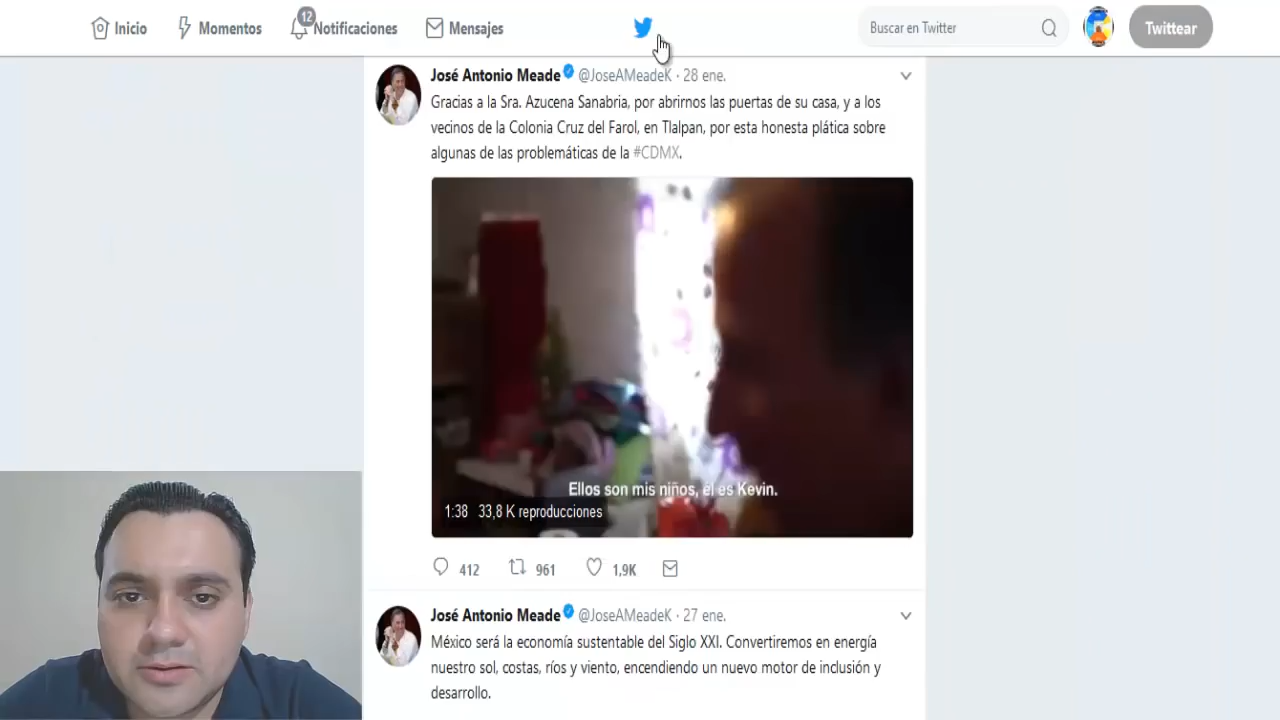 Inicio
Momentos
12
Notificaciones
Mensajes
Buscar en Twitter
Twittear
José Antonio Meade @JoseAMeadeK · 28 ene.
Gracias a la Sra. Azucena Sanabria, por abrirnos las puertas de su casa, y a los
vecinos de la Colonia Cruz del Farol, en Tlalpan, por esta honesta plática sobre
algunas de las problemáticas de la #CDMX.
Ellos son mis niños, él es Kevin.
1:38 33,8 K reproducciones
412 961 1,9K
José Antonio Meade @JoseAMeadeK · 27 ene.
México será la economía sustentable del Siglo XXI. Convertiremos en energía
nuestro sol, costas, ríos y viento, encendiendo un nuevo motor de inclusión y
desarrollo.